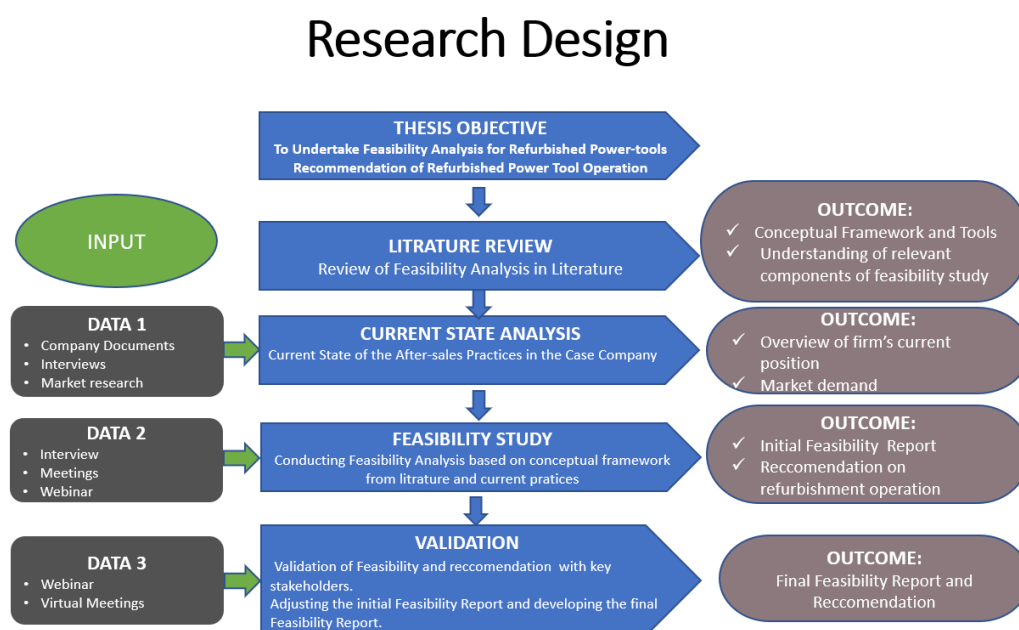 Research Design
THESIS OBJECTIVE
To Undertake Feasibility Analysis for Refurbished Power-tools
Recommendation of Refurbished Power Tool Operation
INPUT
LITRATURE REVIEW
Review of Feasibility Analysis in Literature
OUTCOME:
✓ Conceptual Framework and Tools
✓ Understanding of relevant
components of feasibility study
DATA 1
• Company Documents
• Interviews
• Market research
CURRENT STATE ANALYSIS
Current State of the After-sales Practices in the Case Company
OUTCOME:
✓ Overview of firm's current
position
✓ Market demand
DATA 2
• Interview
• Meetings
• Webinar
FEASIBILITY STUDY
Conducting Feasibility Analysis based on conceptual framework
from litrature and current pratices
OUTCOME:
✓ Initial Feasibility Report
✓ Reccomendation on
refurbishment operation
DATA 3
• Webinar
• Virtual Meetings
VALIDATION
Validation of Feasibility and reccomendation with key
stakeholders.
Adjusting the initial Feasibility Report and developing the final
Feasibility Report.
OUTCOME:
Final Feasibility Report and
Reccomendation